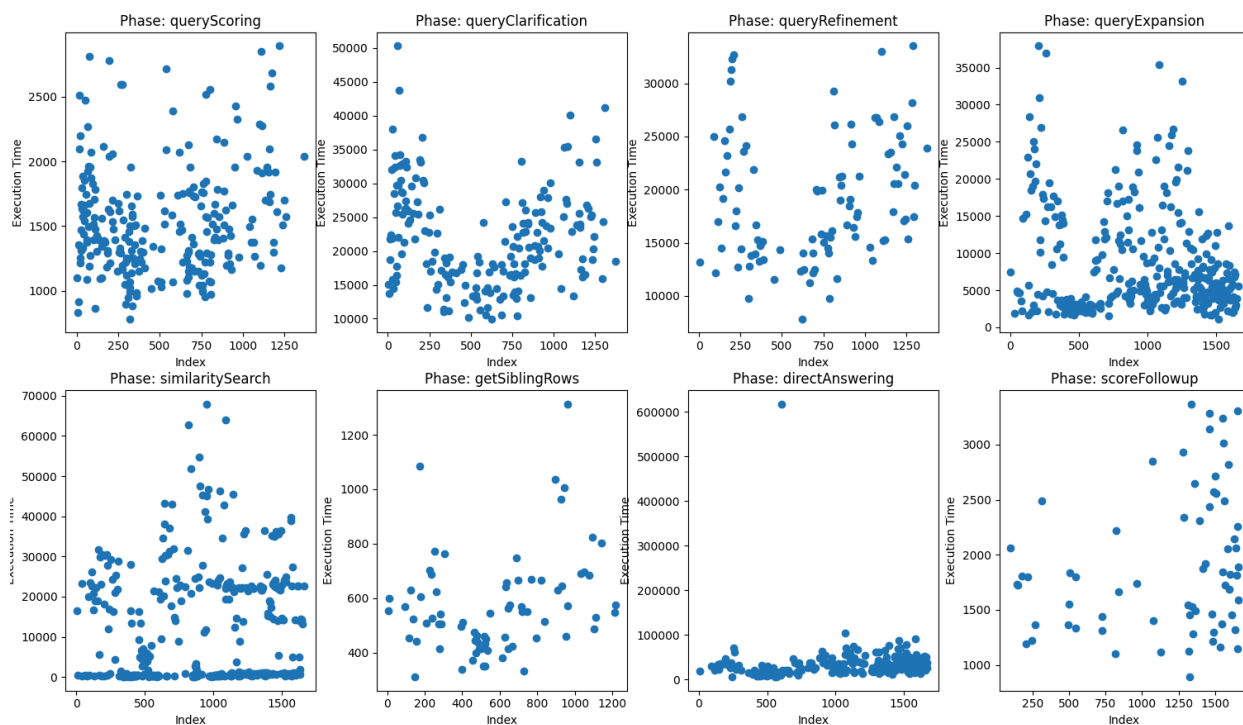 Phase: queryScoring
Phase: queryClarification
Phase: queryRefinement
Phase: queryExpansion
2500
2000
1500
1000
Execution Time
0 250 500 750 1000 1250
Index
50000
45000
40000
35000
30000
25000
20000
15000
10000
Execution Time
0 250 500 750 1000 1250
Index
30000
25000
20000
15000
10000
Execution Time
0 250 500 750 1000 1250
Index
35000
30000
25000
20000
15000
10000
5000
0
Execution Time
0 500 1000 1500
Index
Phase: similaritySearch
Phase: getSiblingRows
Phase: directAnswering
Phase: scoreFollowup
70000
60000
50000
40000
30000
20000
10000
0
Execution Time
0 500 1000 1500
Index
1200
1000
800
600
400
Execution Time
0 200 400 600 800 1000 1200
Index
600000
500000
400000
300000
200000
100000
0
Execution Time
0 500 1000 1500
Index
3000
2500
2000
1500
1000
Execution Time
500 1000 1500
Index